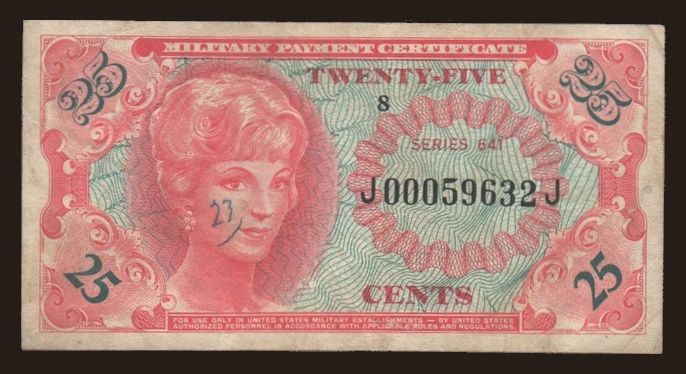 MILITARY PAYMENT CERTIFICATE
25 25
TWENTY-FIVE
8
SERIES 641
J00059632J
27
CENTS
25 25
FOR USE ONLY IN UNITED STATES MILITARY ESTABLISHMENTS — BY UNITED STATES
AUTHORIZED PERSONNEL IN ACCORDANCE WITH APPLICABLE RULES AND REGULATIONS.